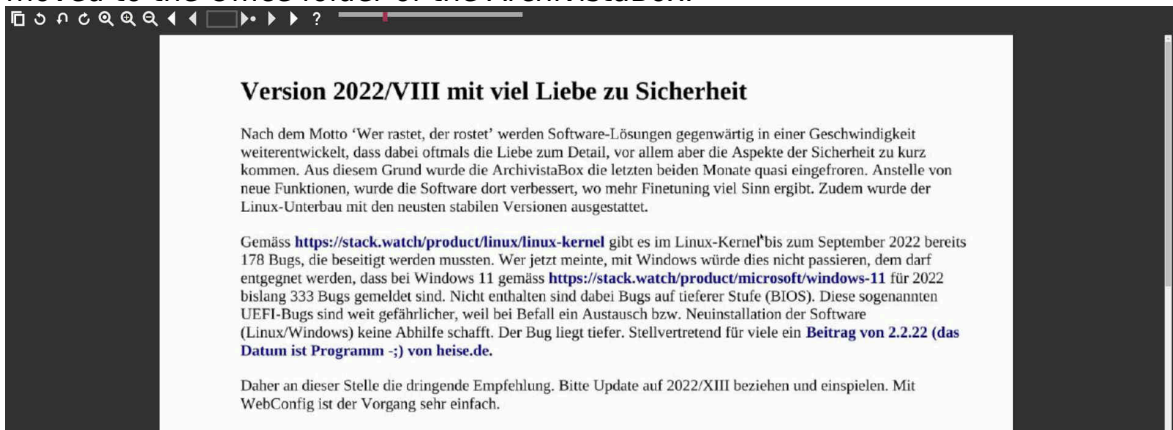 moved to the Office folder of the ArchivistaBox.
?
Version 2022/VIII mit viel Liebe zu Sicherheit
Nach dem Motto ‘Wer rastet, der rostet’ werden Software-Lösungen gegenwärtig in einer Geschwindigkeit
weiterentwickelt, dass dabei oftmals die Liebe zum Detail, vor allem aber die Aspekte der Sicherheit zu kurz
kommen. Aus diesem Grund wurde die ArchivistaBox die letzten beiden Monate quasi eingefroren. Anstelle von
neue Funktionen, wurde die Software dort verbessert, wo mehr Finetuning viel Sinn ergibt. Zudem wurde der
Linux-Unterbau mit den neusten stabilen Versionen ausgestattet.
Gemäss https://stack.watch/product/linux/linux-kernel gibt es im Linux-Kernel bis zum September 2022 bereits
178 Bugs, die beseitigt werden mussten. Wer jetzt meinte, mit Windows würde dies nicht passieren, dem darf
entgegnet werden, dass bei Windows 11 gemäss https://stack.watch/product/microsoft/windows-11 für 2022
bislang 333 Bugs gemeldet sind. Nicht enthalten sind dabei Bugs auf tieferer Stufe (BIOS). Diese sogenannten
UEFI-Bugs sind weit gefährlicher, weil bei Befall ein Austausch bzw. Neuinstallation der Software
(Linux/Windows) keine Abhilfe schafft. Der Bug liegt tiefer. Stellvertretend für viele ein Beitrag von 2.2.22 (das
Datum ist Programm -;) von heise.de.
Daher an dieser Stelle die dringende Empfehlung. Bitte Update auf 2022/XIII beziehen und einspielen. Mit
WebConfig ist der Vorgang sehr einfach.